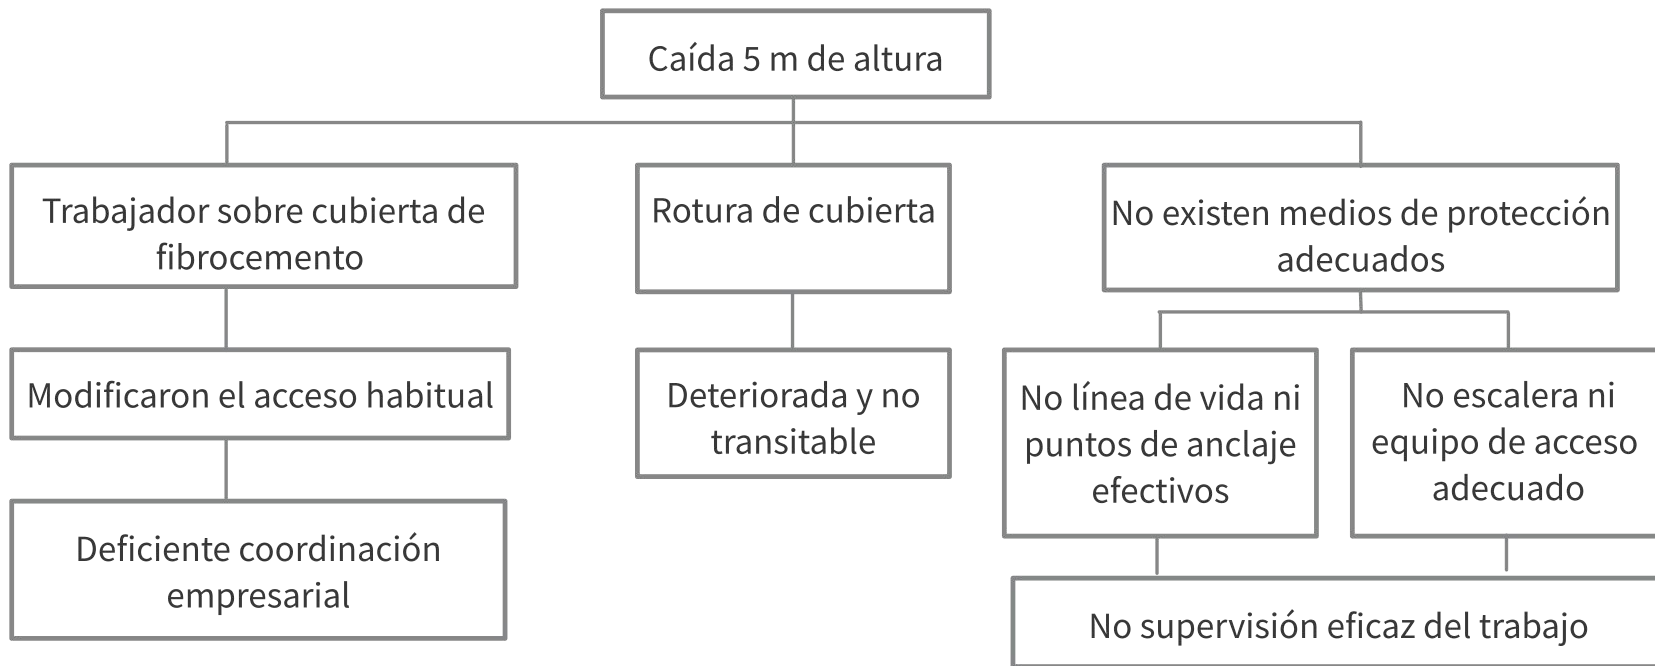 Caída 5 m de altura
Trabajador sobre cubierta de
fibrocemento
Rotura de cubierta
No existen medios de protección
adecuados
Modificaron el acceso habitual
Deteriorada y no
transitable
No línea de vida ni
puntos de anclaje
efectivos
No escalera ni
equipo de acceso
adecuado
Deficiente coordinación
empresarial
No supervisión eficaz del trabajo